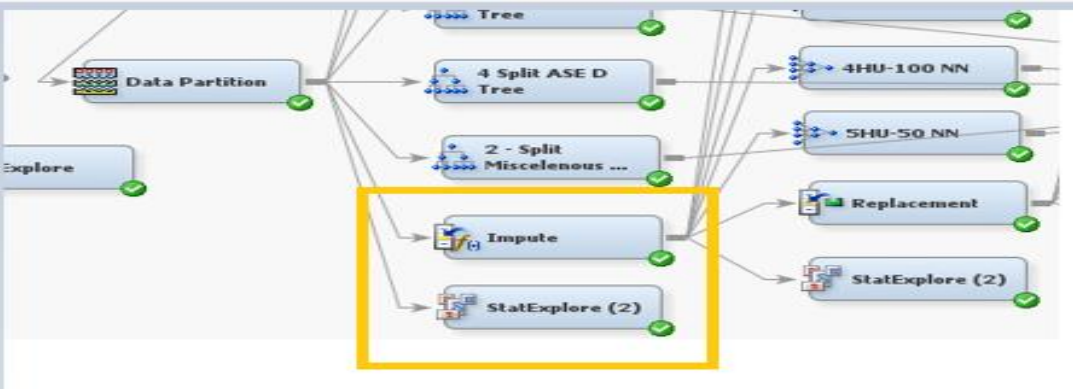 Tree
Data Partition
4 Split ASE D
Tree
4HU-100 NN
5HU-50 NN
2 - Split
Miscelenous ...
Explore
Replacement
Impute
StatExplore (2)
StatExplore (2)